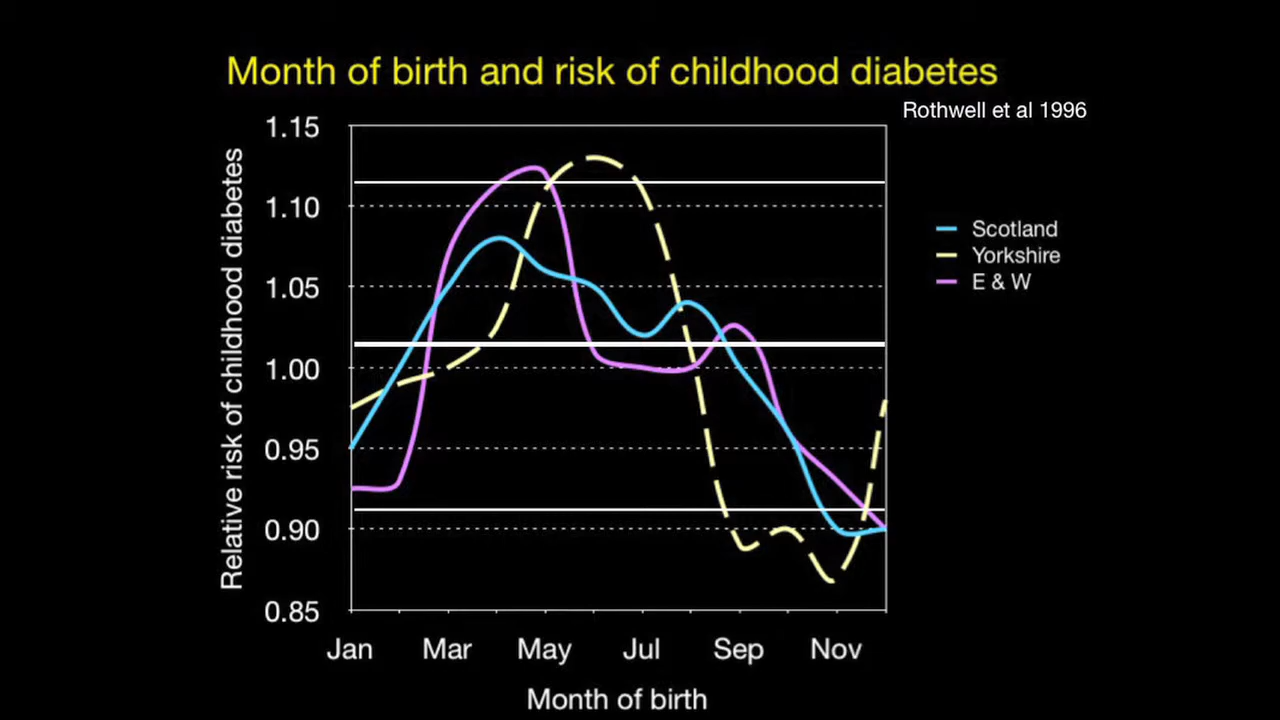 Month of birth and risk of childhood diabetes
Rothwell et al 1996
Relative risk of childhood diabetes
1.15
1.10
1.05
1.00
0.95
0.90
0.85
Scotland
Yorkshire
E & W
Jan Mar May Jul Sep Nov
Month of birth